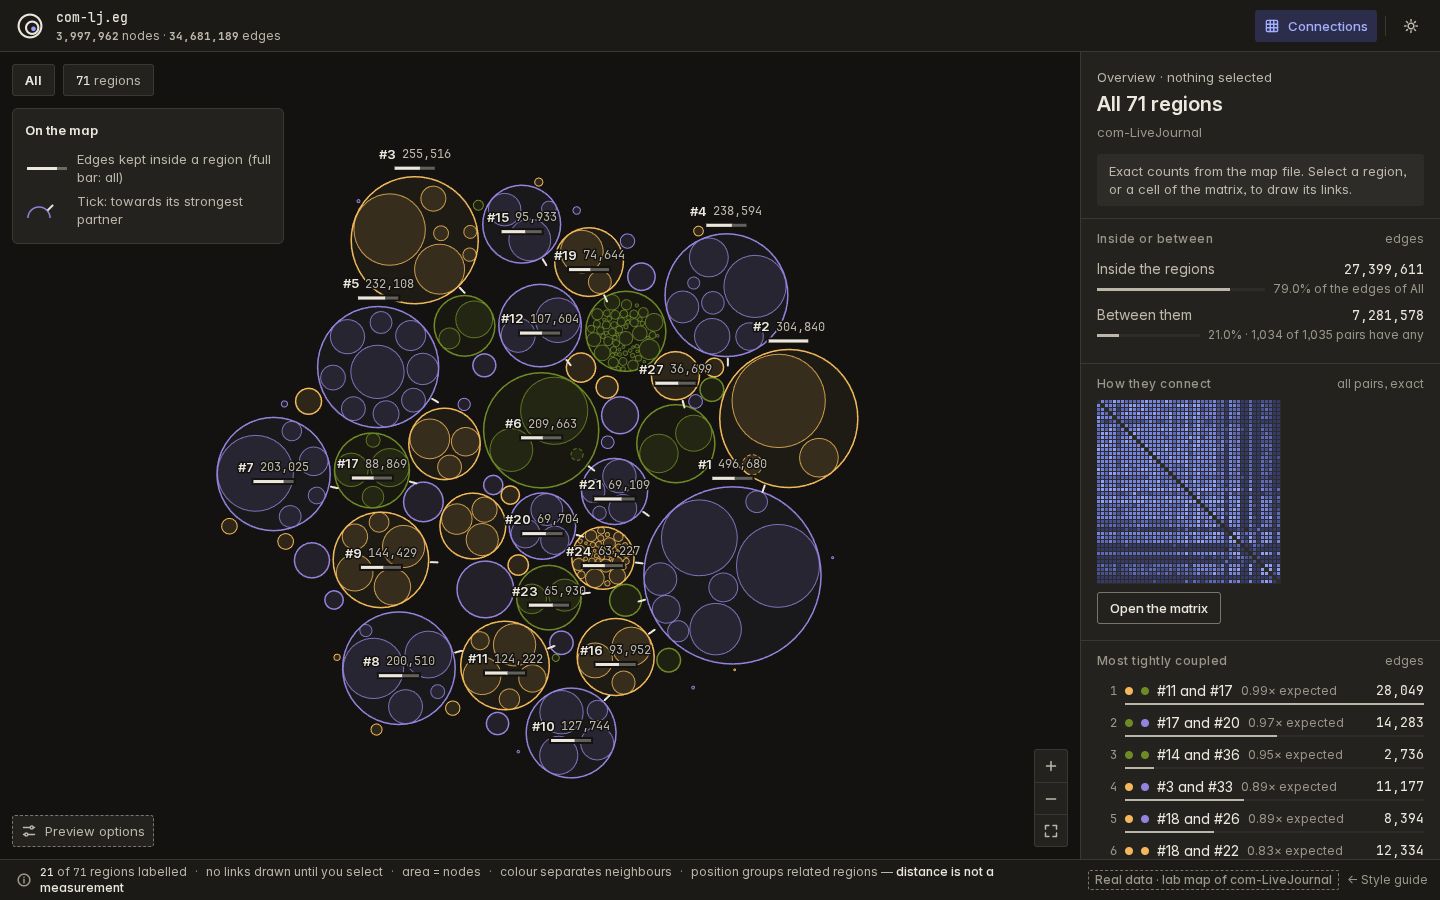 com-lj.eg
3,997,962 nodes · 34,681,189 edges
Connections
All
71 regions
On the map
Edges kept inside a region (full
bar: all)
Tick: towards its strongest
partner
#3 255,516
#15 95,933
#4 238,594
#19 74,644
#5 232,108
#12 107,604
#2 304,840
#27 36,699
#6 209,663
#7 203,025
#17 88,869
#1 496,680
#21 69,109
#20 69,704
#9 144,429
#24 63,227
#23 65,930
#8 200,510
#11 124,222
#16 93,952
#10 127,744
Preview options
Overview · nothing selected
All 71 regions
com-LiveJournal
Exact counts from the map file. Select a region,
or a cell of the matrix, to draw its links.
Inside or between edges
Inside the regions 27,399,611
79.0% of the edges of All
Between them 7,281,578
21.0% · 1,034 of 1,035 pairs have any
How they connect all pairs, exact
Open the matrix
Most tightly coupled edges
1 #11 and #17 0.99× expected 28,049
2 #17 and #20 0.97× expected 14,283
3 #14 and #36 0.95× expected 2,736
4 #3 and #33 0.89× expected 11,177
5 #18 and #26 0.89× expected 8,394
6 #18 and #22 0.83× expected 12,334
21 of 71 regions labelled · no links drawn until you select · area = nodes · colour separates neighbours · position groups related regions — distance is not a
measurement
Real data · lab map of com-LiveJournal
← Style guide